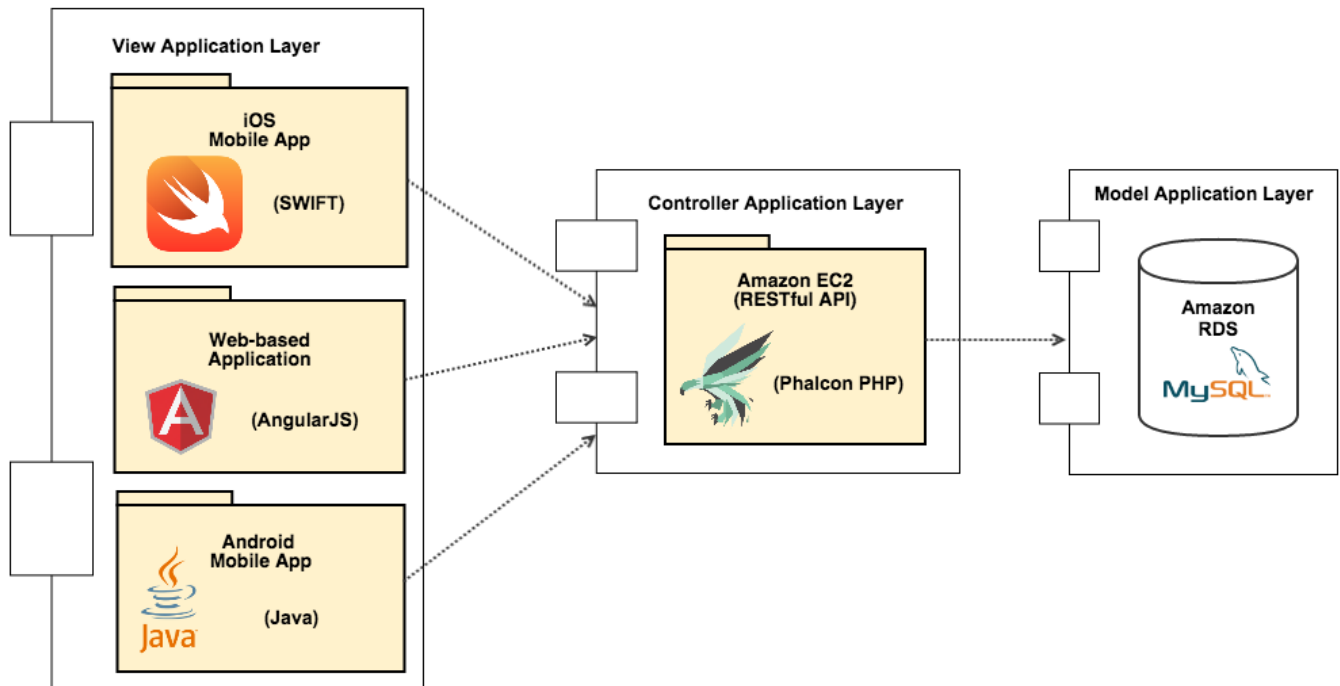 View Application Layer
iOS
Mobile App
(SWIFT)
Web-based
Application
A
(AngularJS)
Android
Mobile App
(Java)
Java
Controller Application Layer
Amazon EC2
(RESTful API)
(Phalcon PHP)
Model Application Layer
Amazon
RDS
MySQL